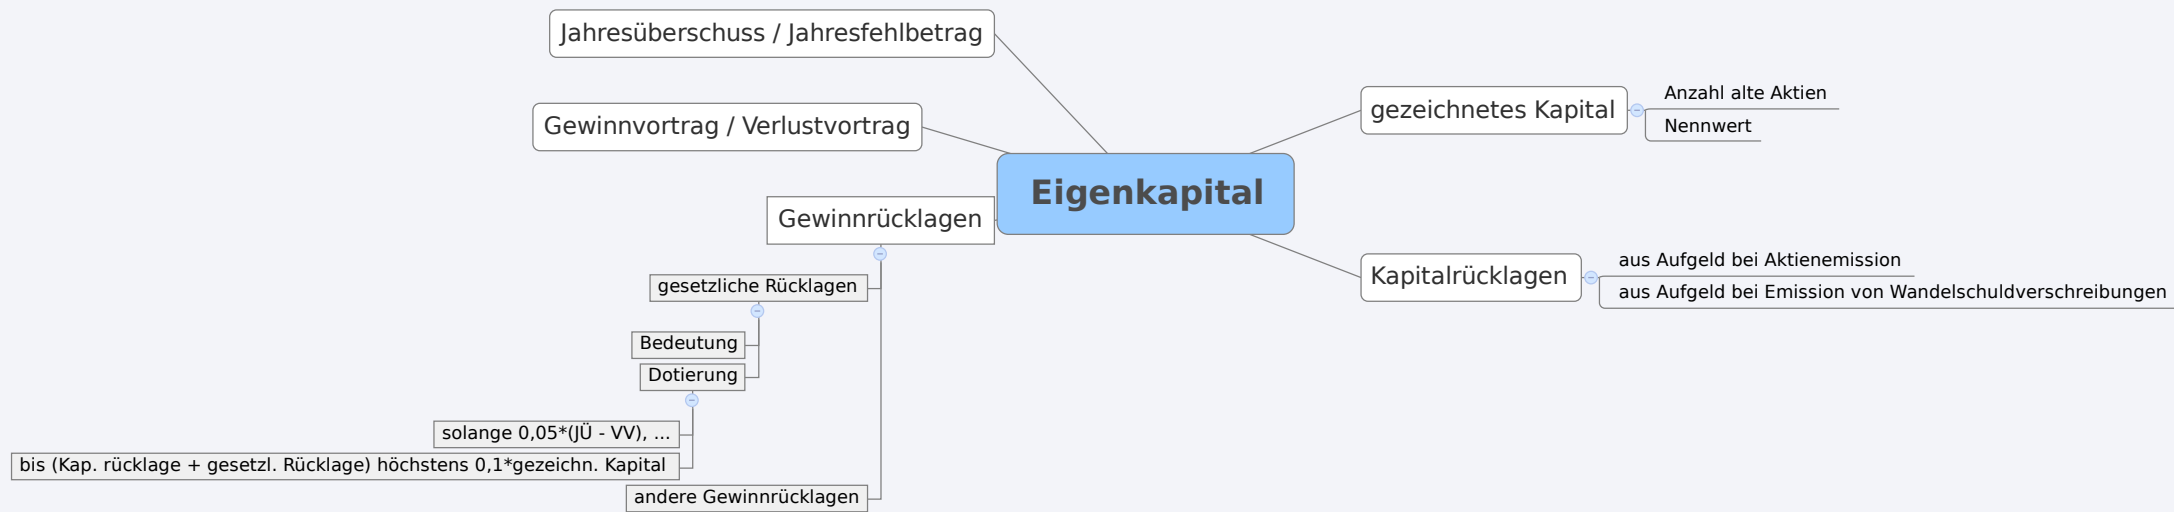 Jahresüberschuss / Jahresfehlbetrag
Gewinnvortrag / Verlustvortrag
Gewinnrücklagen
gesetzliche Rücklagen
Bedeutung
Dotierung
solange 0,05*(JÜ - VV), ...
bis (Kap. rücklage + gesetzl. Rücklage) höchstens 0,1*gezeichn. Kapital
andere Gewinnrücklagen
Eigenkapital
gezeichnetes Kapital
Anzahl alte Aktien
Nennwert
Kapitalrücklagen
aus Aufgeld bei Aktienemission
aus Aufgeld bei Emission von Wandelschuldverschreibungen